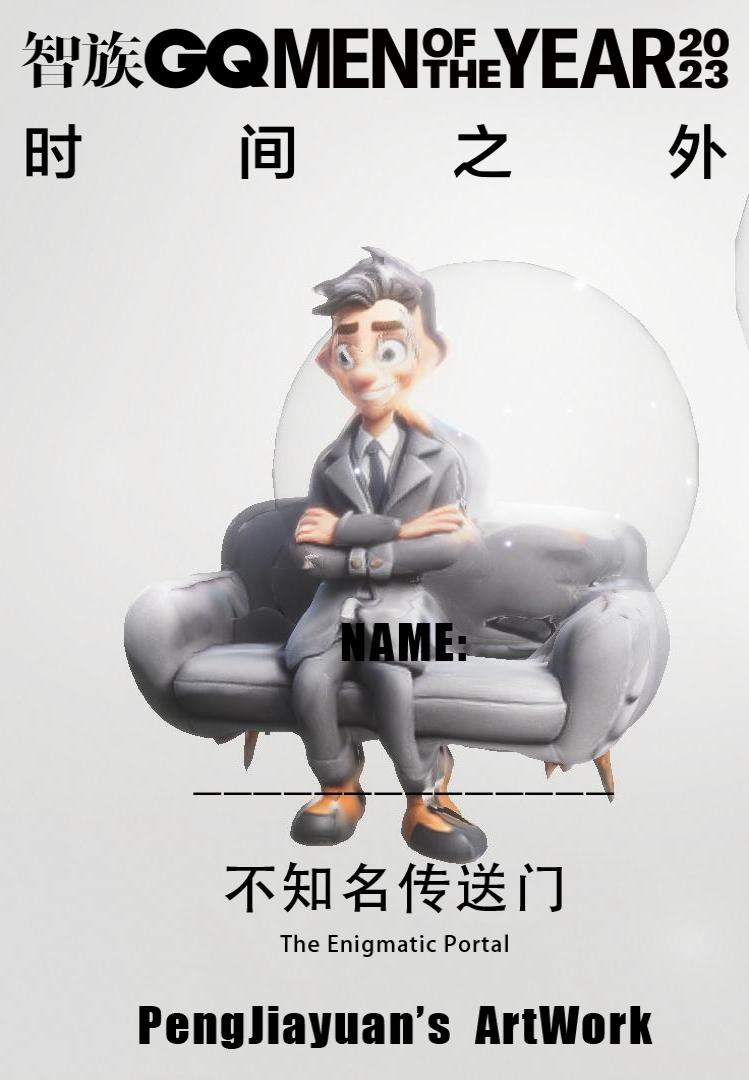 智族GQ MEN OF THE YEAR 2023
时间之外
NAME:
______________
不知名传送门
The Enigmatic Portal
PengJiayuan’s ArtWork